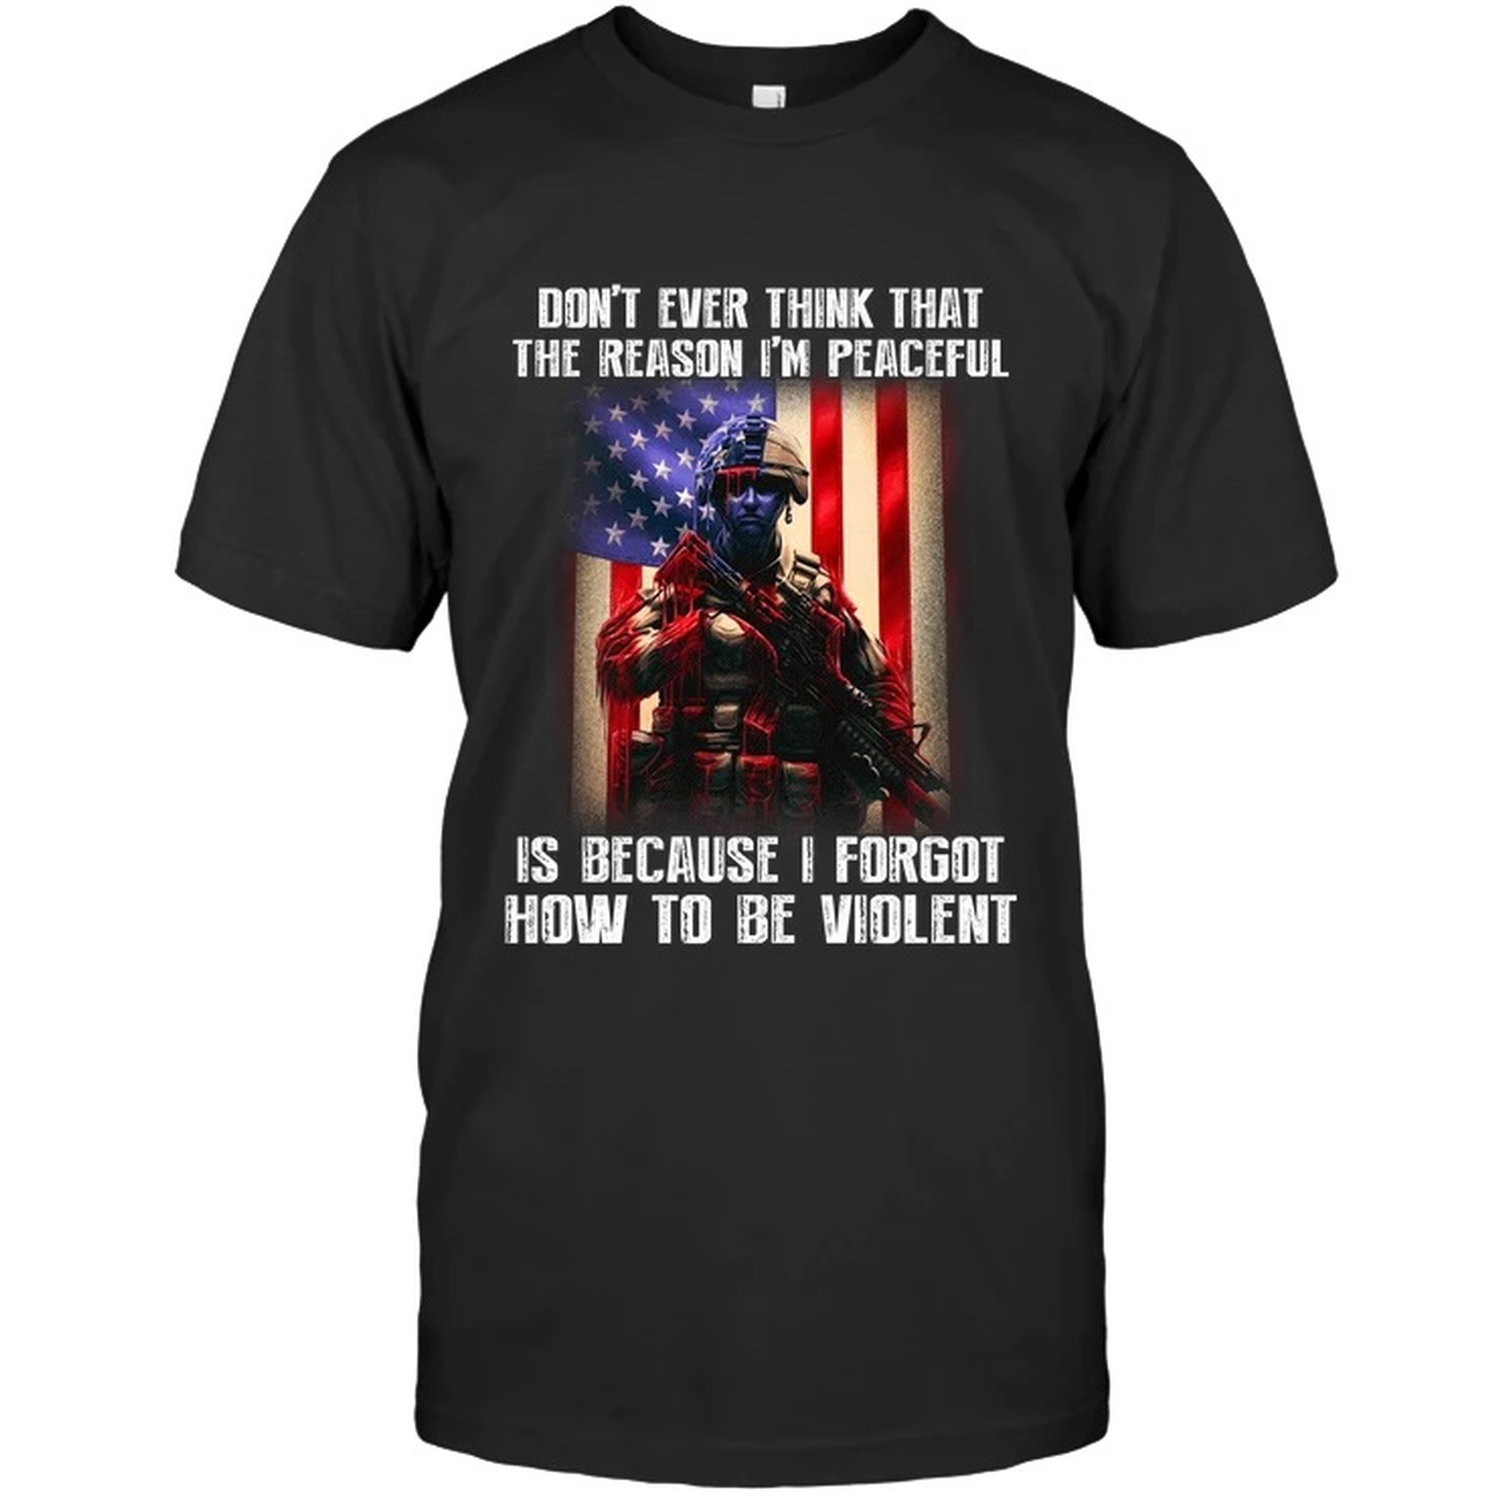 DON'T EVER THINK THAT
THE REASON I'M PEACEFUL
IS BECAUSE I FORGOT
HOW TO BE VIOLENT